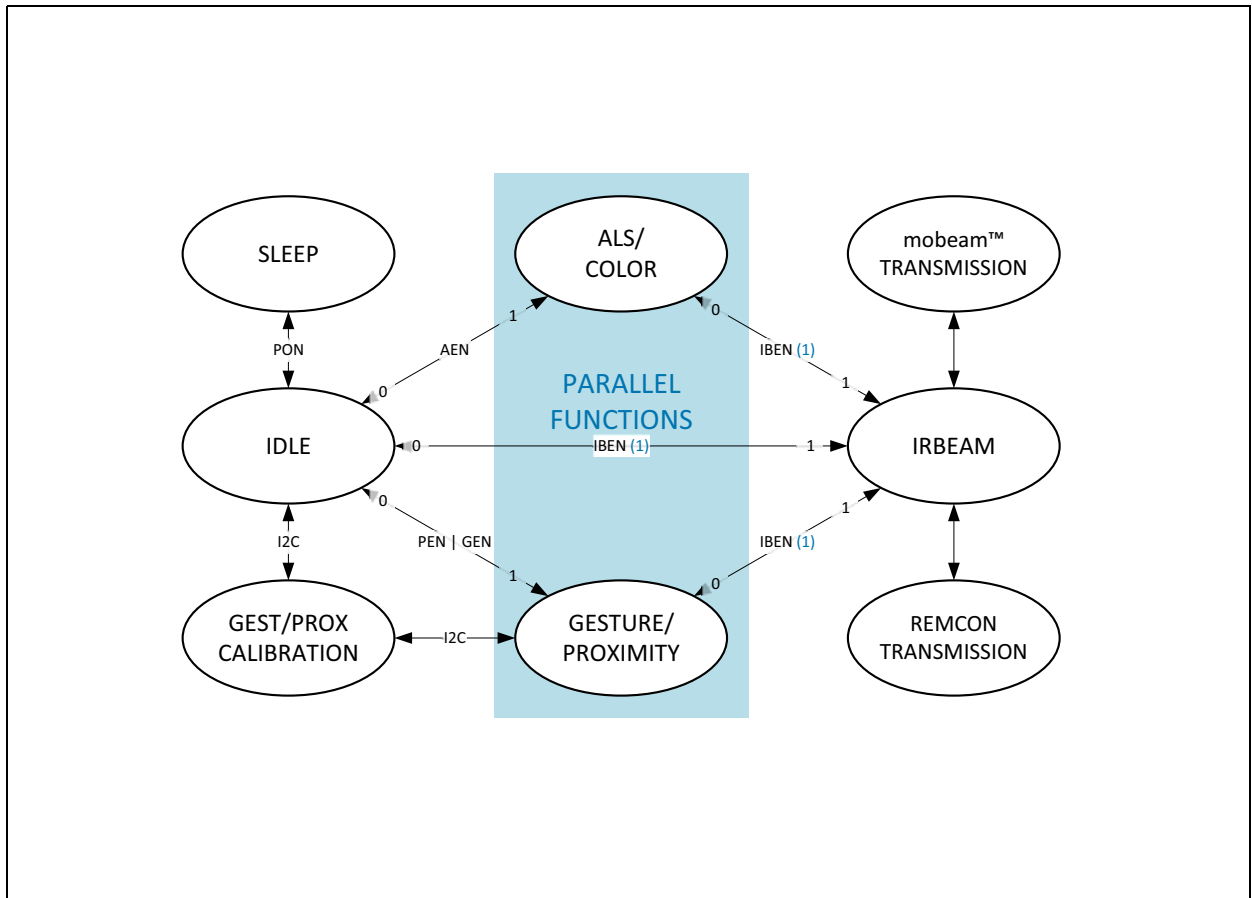 SLEEP
ALS/
COLOR
mobeam™
TRANSMISSION
PON
AEN
1
0
0
IBEN (1)
1
PARALLEL
FUNCTIONS
IDLE
0
IBEN (1)
1
IRBEAM
I2C
0
PEN | GEN
1
1
IBEN (1)
0
GEST/PROX
CALIBRATION
I2C
GESTURE/
PROXIMITY
REMCON
TRANSMISSION